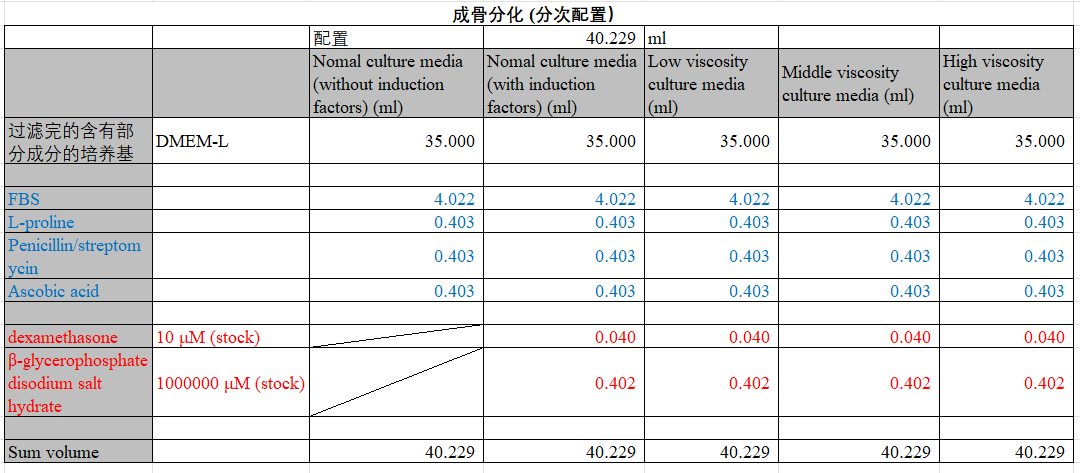 成骨分化 (分次配置)
配置 40.229 ml
Nomal culture media (without induction factors) (ml) Nomal culture media (with induction factors) (ml) Low viscosity culture media (ml) Middle viscosity culture media (ml) High viscosity culture media (ml)
过滤完的含有部分成分的培养基 DMEM-L 35.000 35.000 35.000 35.000 35.000
FBS 4.022 4.022 4.022 4.022 4.022
L-proline 0.403 0.403 0.403 0.403 0.403
Penicillin/streptomycin 0.403 0.403 0.403 0.403 0.403
Ascobic acid 0.403 0.403 0.403 0.403 0.403
dexamethasone 10 μM (stock) 0.040 0.040 0.040 0.040
β-glycerophosphate disodium salt hydrate 1000000 μM (stock) 0.402 0.402 0.402 0.402
Sum volume 40.229 40.229 40.229 40.229 40.229